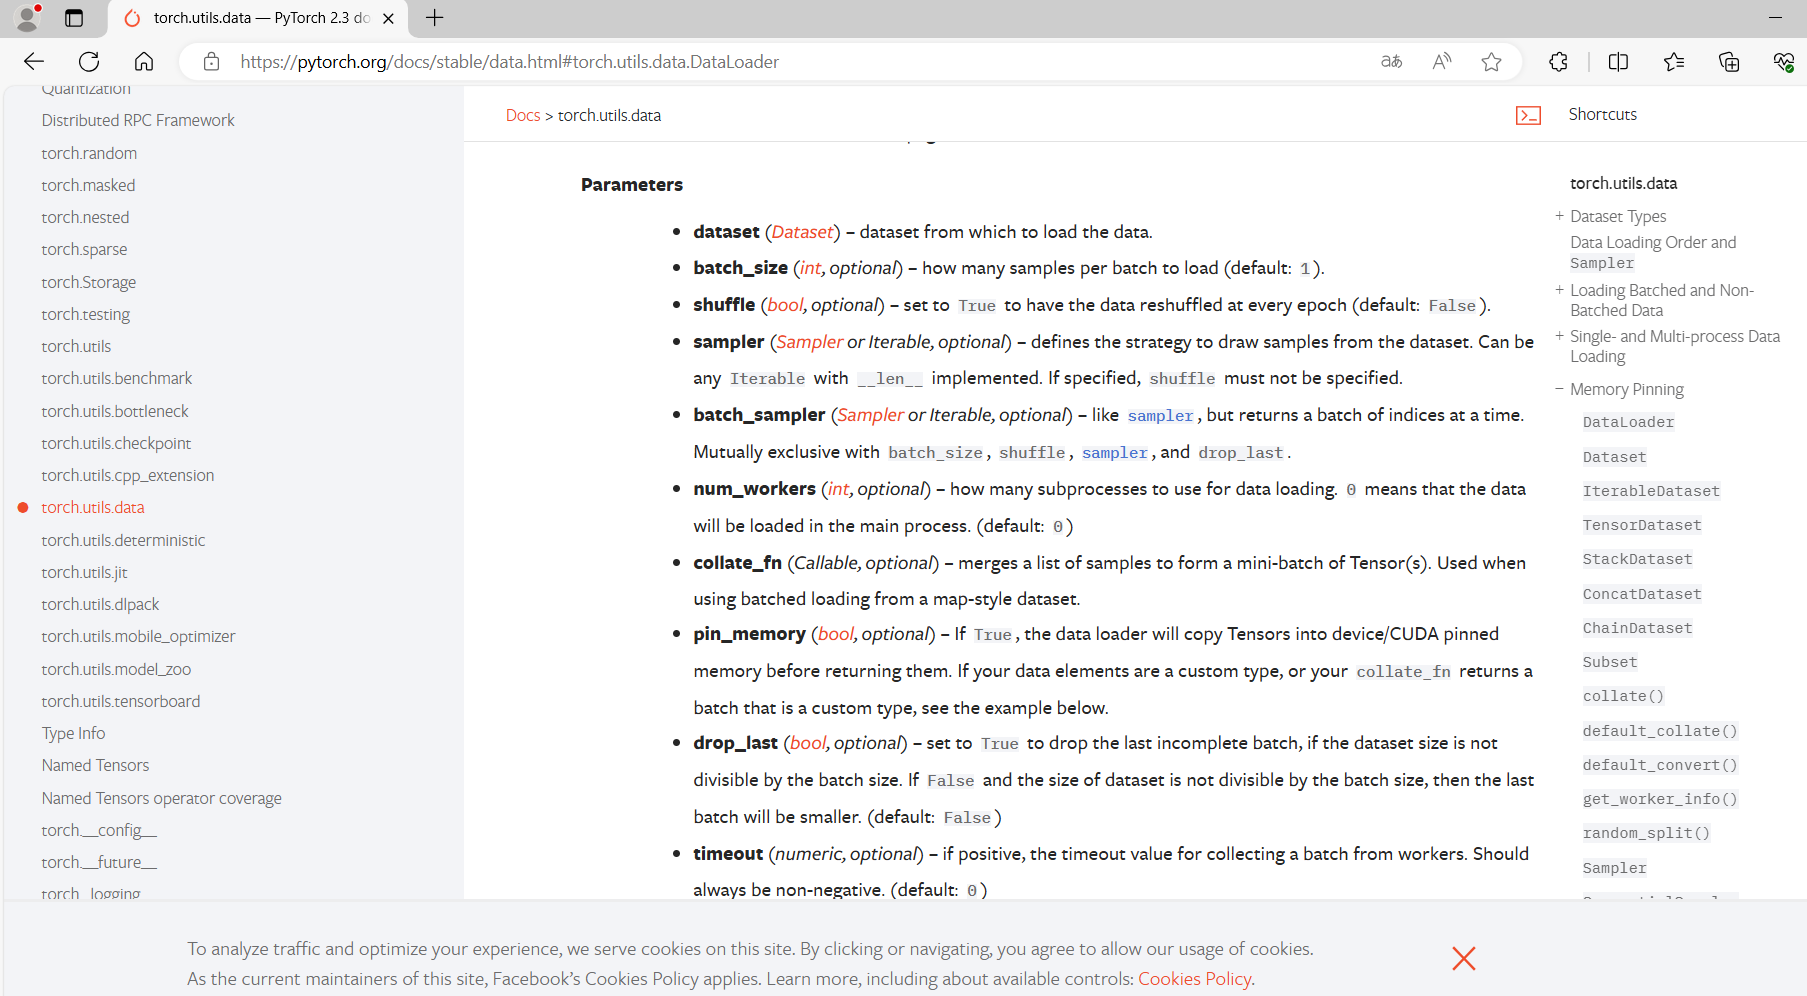 torch.utils.data — PyTorch 2.3 do
https://pytorch.org/docs/stable/data.html#torch.utils.data.DataLoader
aあ
Quantization
Distributed RPC Framework
torch.random
torch.masked
torch.nested
torch.sparse
torch.Storage
torch.testing
torch.utils
torch.utils.benchmark
torch.utils.bottleneck
torch.utils.checkpoint
torch.utils.cpp_extension
torch.utils.data
torch.utils.deterministic
torch.utils.jit
torch.utils.dlpack
torch.utils.mobile_optimizer
torch.utils.model_zoo
torch.utils.tensorboard
Type Info
Named Tensors
Named Tensors operator coverage
torch.__config__
torch.__future__
torch._logging
Docs > torch.utils.data
Parameters
• dataset (Dataset) – dataset from which to load the data.
• batch_size (int, optional) – how many samples per batch to load (default: 1).
• shuffle (bool, optional) – set to True to have the data reshuffled at every epoch (default: False).
• sampler (Sampler or Iterable, optional) – defines the strategy to draw samples from the dataset. Can be
any Iterable with __len__ implemented. If specified, shuffle must not be specified.
• batch_sampler (Sampler or Iterable, optional) – like sampler, but returns a batch of indices at a time.
Mutually exclusive with batch_size, shuffle, sampler, and drop_last.
• num_workers (int, optional) – how many subprocesses to use for data loading. 0 means that the data
will be loaded in the main process. (default: 0)
• collate_fn (Callable, optional) – merges a list of samples to form a mini-batch of Tensor(s). Used when
using batched loading from a map-style dataset.
• pin_memory (bool, optional) – If True, the data loader will copy Tensors into device/CUDA pinned
memory before returning them. If your data elements are a custom type, or your collate_fn returns a
batch that is a custom type, see the example below.
• drop_last (bool, optional) – set to True to drop the last incomplete batch, if the dataset size is not
divisible by the batch size. If False and the size of dataset is not divisible by the batch size, then the last
batch will be smaller. (default: False)
• timeout (numeric, optional) – if positive, the timeout value for collecting a batch from workers. Should
always be non-negative. (default: 0)
Shortcuts
torch.utils.data
+ Dataset Types
Data Loading Order and
Sampler
+ Loading Batched and Non-
Batched Data
+ Single- and Multi-process Data
Loading
− Memory Pinning
DataLoader
Dataset
IterableDataset
TensorDataset
StackDataset
ConcatDataset
ChainDataset
Subset
collate()
default_collate()
default_convert()
get_worker_info()
random_split()
Sampler
To analyze traffic and optimize your experience, we serve cookies on this site. By clicking or navigating, you agree to allow our usage of cookies.
As the current maintainers of this site, Facebook’s Cookies Policy applies. Learn more, including about available controls: Cookies Policy.